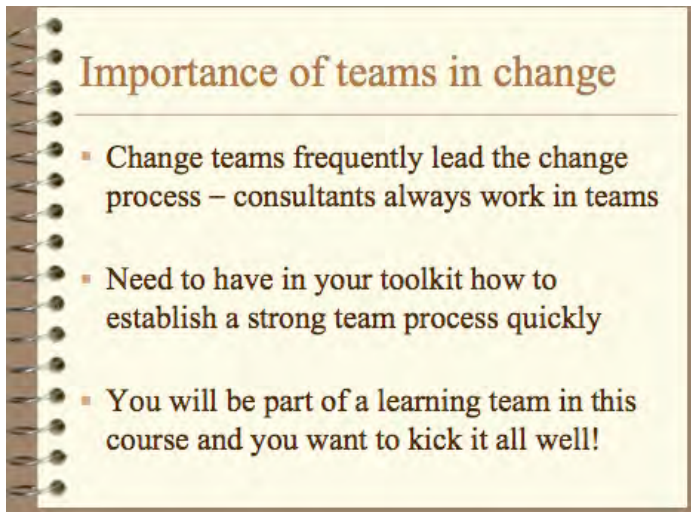 Importance of teams in change
Change teams frequently lead the change
process – consultants always work in teams
Need to have in your toolkit how to
establish a strong team process quickly
You will be part of a learning team in this
course and you want to kick it all well!